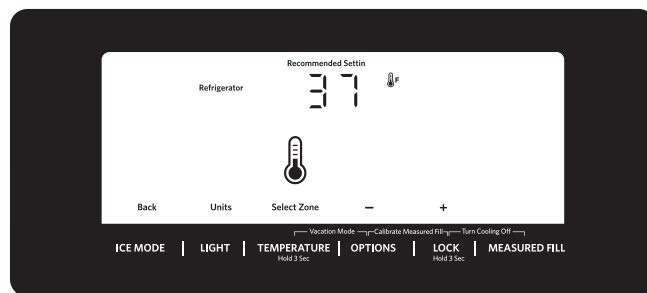 Recommended Settin
Refrigerator 37 F
Back Units Select Zone – +
Vacation Mode Calibrate Measured Fill Turn Cooling Off
ICE MODE LIGHT TEMPERATURE OPTIONS LOCK MEASURED FILL
Hold 3 Sec Hold 3 Sec